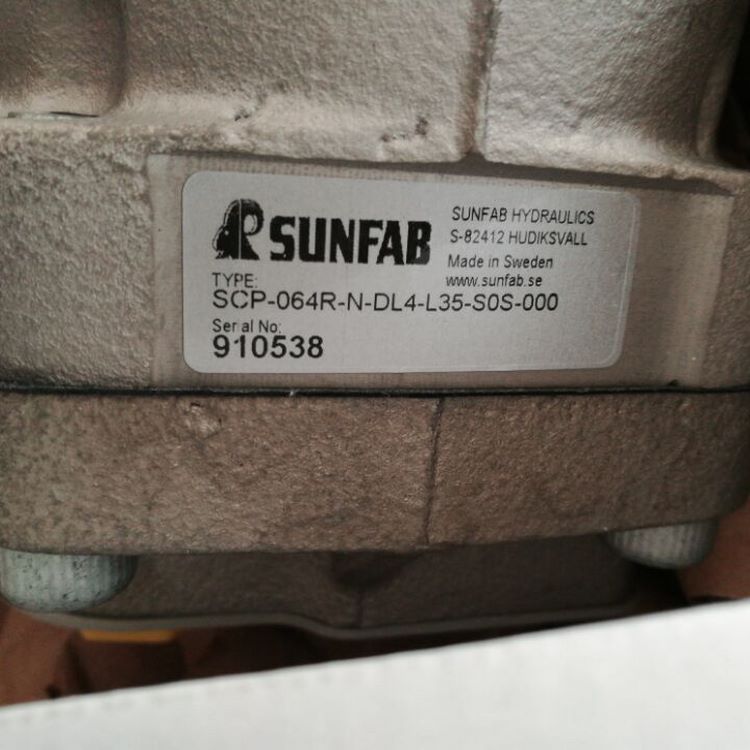 SUNFAB
SUNFAB HYDRAULICS
S-82412 HUDIKSVALL
Made in Sweden
www.sunfab.se
TYPE:
SCP-064R-N-DL4-L35-S0S-000
Serial No:
910538